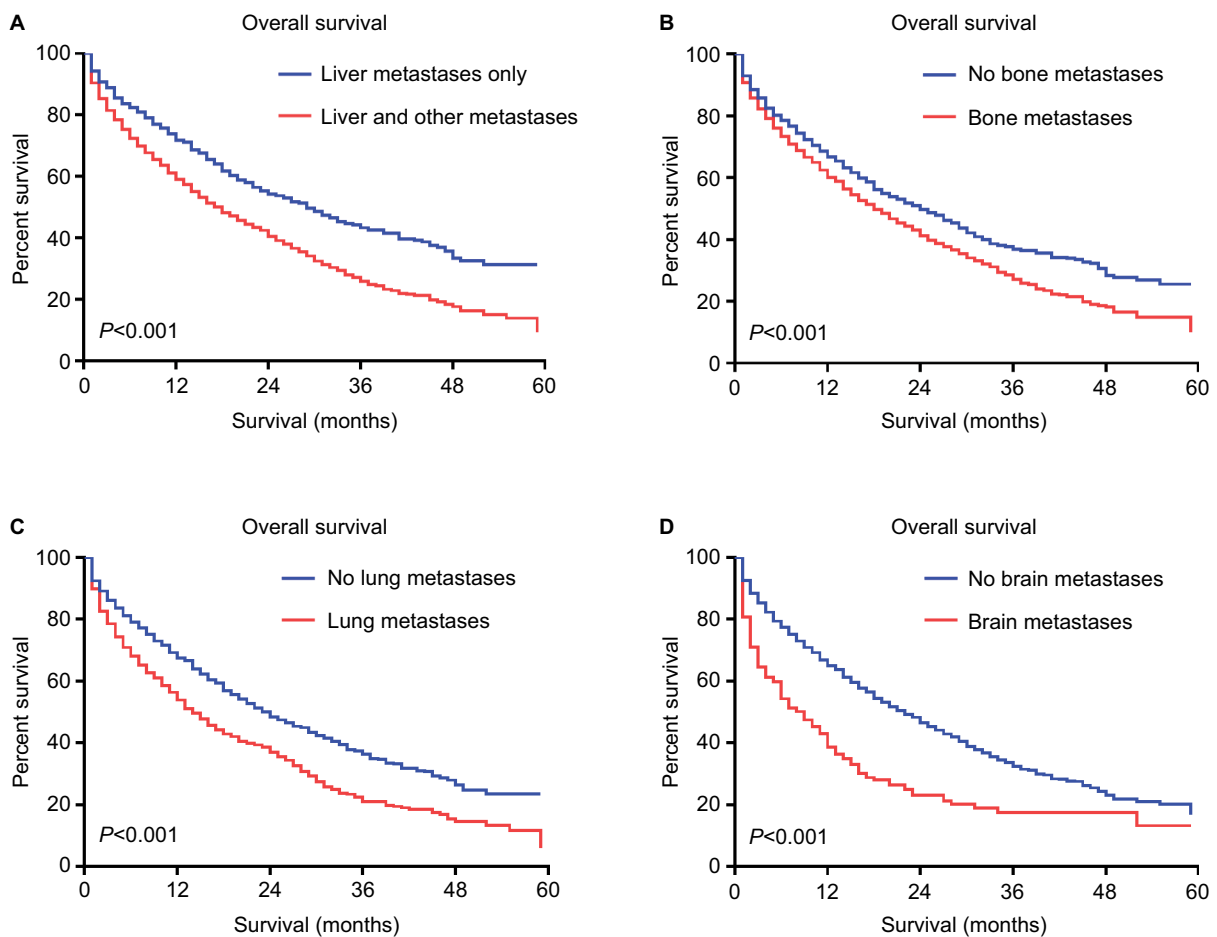 A
Overall survival
Liver metastases only
Liver and other metastases
Percent survival
100
80
60
40
20
0
P<0.001
0 12 24 36 48 60
Survival (months)
B
Overall survival
No bone metastases
Bone metastases
Percent survival
100
80
60
40
20
0
P<0.001
0 12 24 36 48 60
Survival (months)
C
Overall survival
No lung metastases
Lung metastases
Percent survival
100
80
60
40
20
0
P<0.001
0 12 24 36 48 60
Survival (months)
D
Overall survival
No brain metastases
Brain metastases
Percent survival
100
80
60
40
20
0
P<0.001
0 12 24 36 48 60
Survival (months)